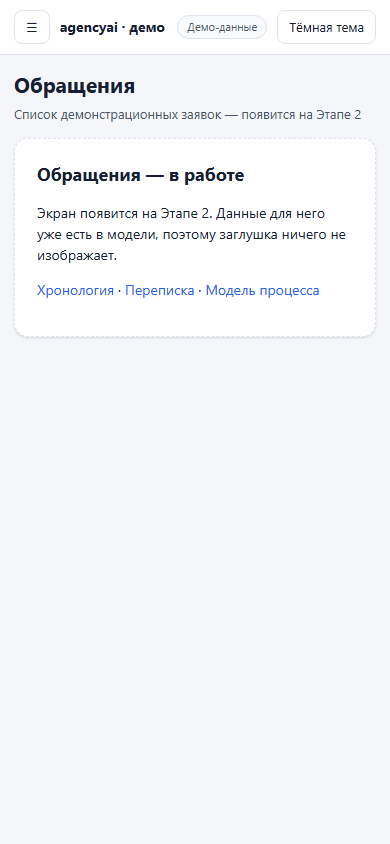 ☰ agencyai · демо Демо-данные Тёмная тема
Обращения
Список демонстрационных заявок — появится на Этапе 2
Обращения — в работе
Экран появится на Этапе 2. Данные для него
уже есть в модели, поэтому заглушка ничего не
изображает.
Хронология · Переписка · Модель процесса